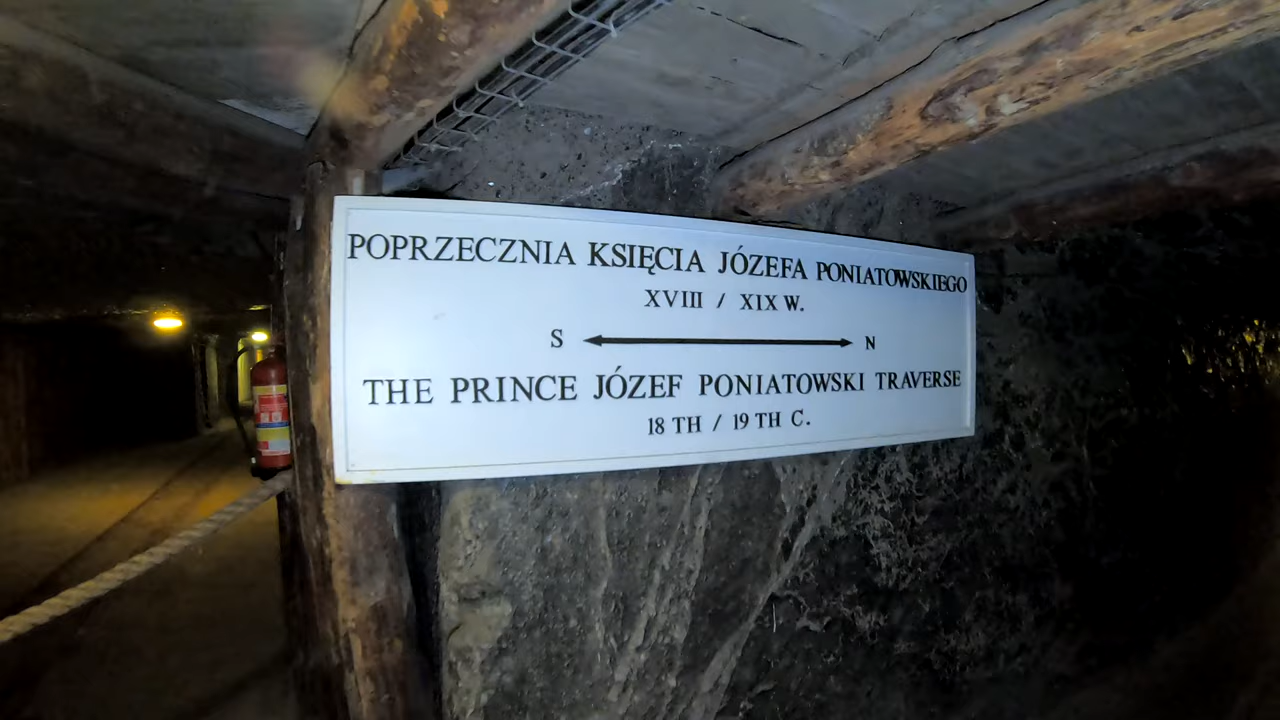 POPRZECZNIA KSIĘCIA JÓZEFA PONIATOWSKIEGO
XVIII / XIX W.
S N
THE PRINCE JÓZEF PONIATOWSKI TRAVERSE
18 TH / 19 TH C.